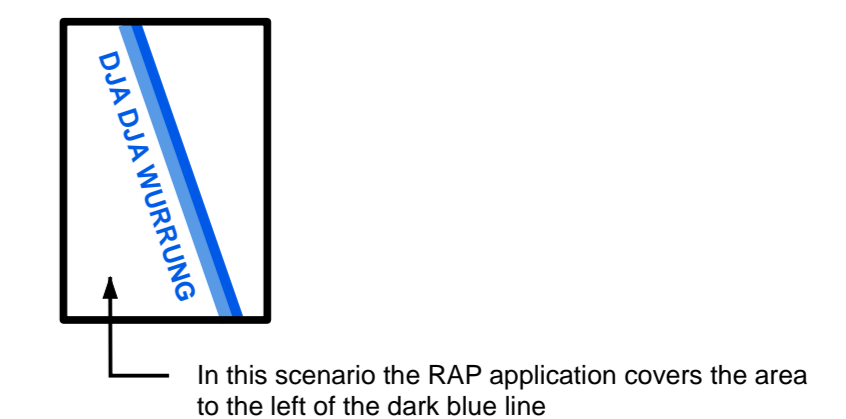 DJA DJA WURRUNG
In this scenario the RAP application covers the area
to the left of the dark blue line